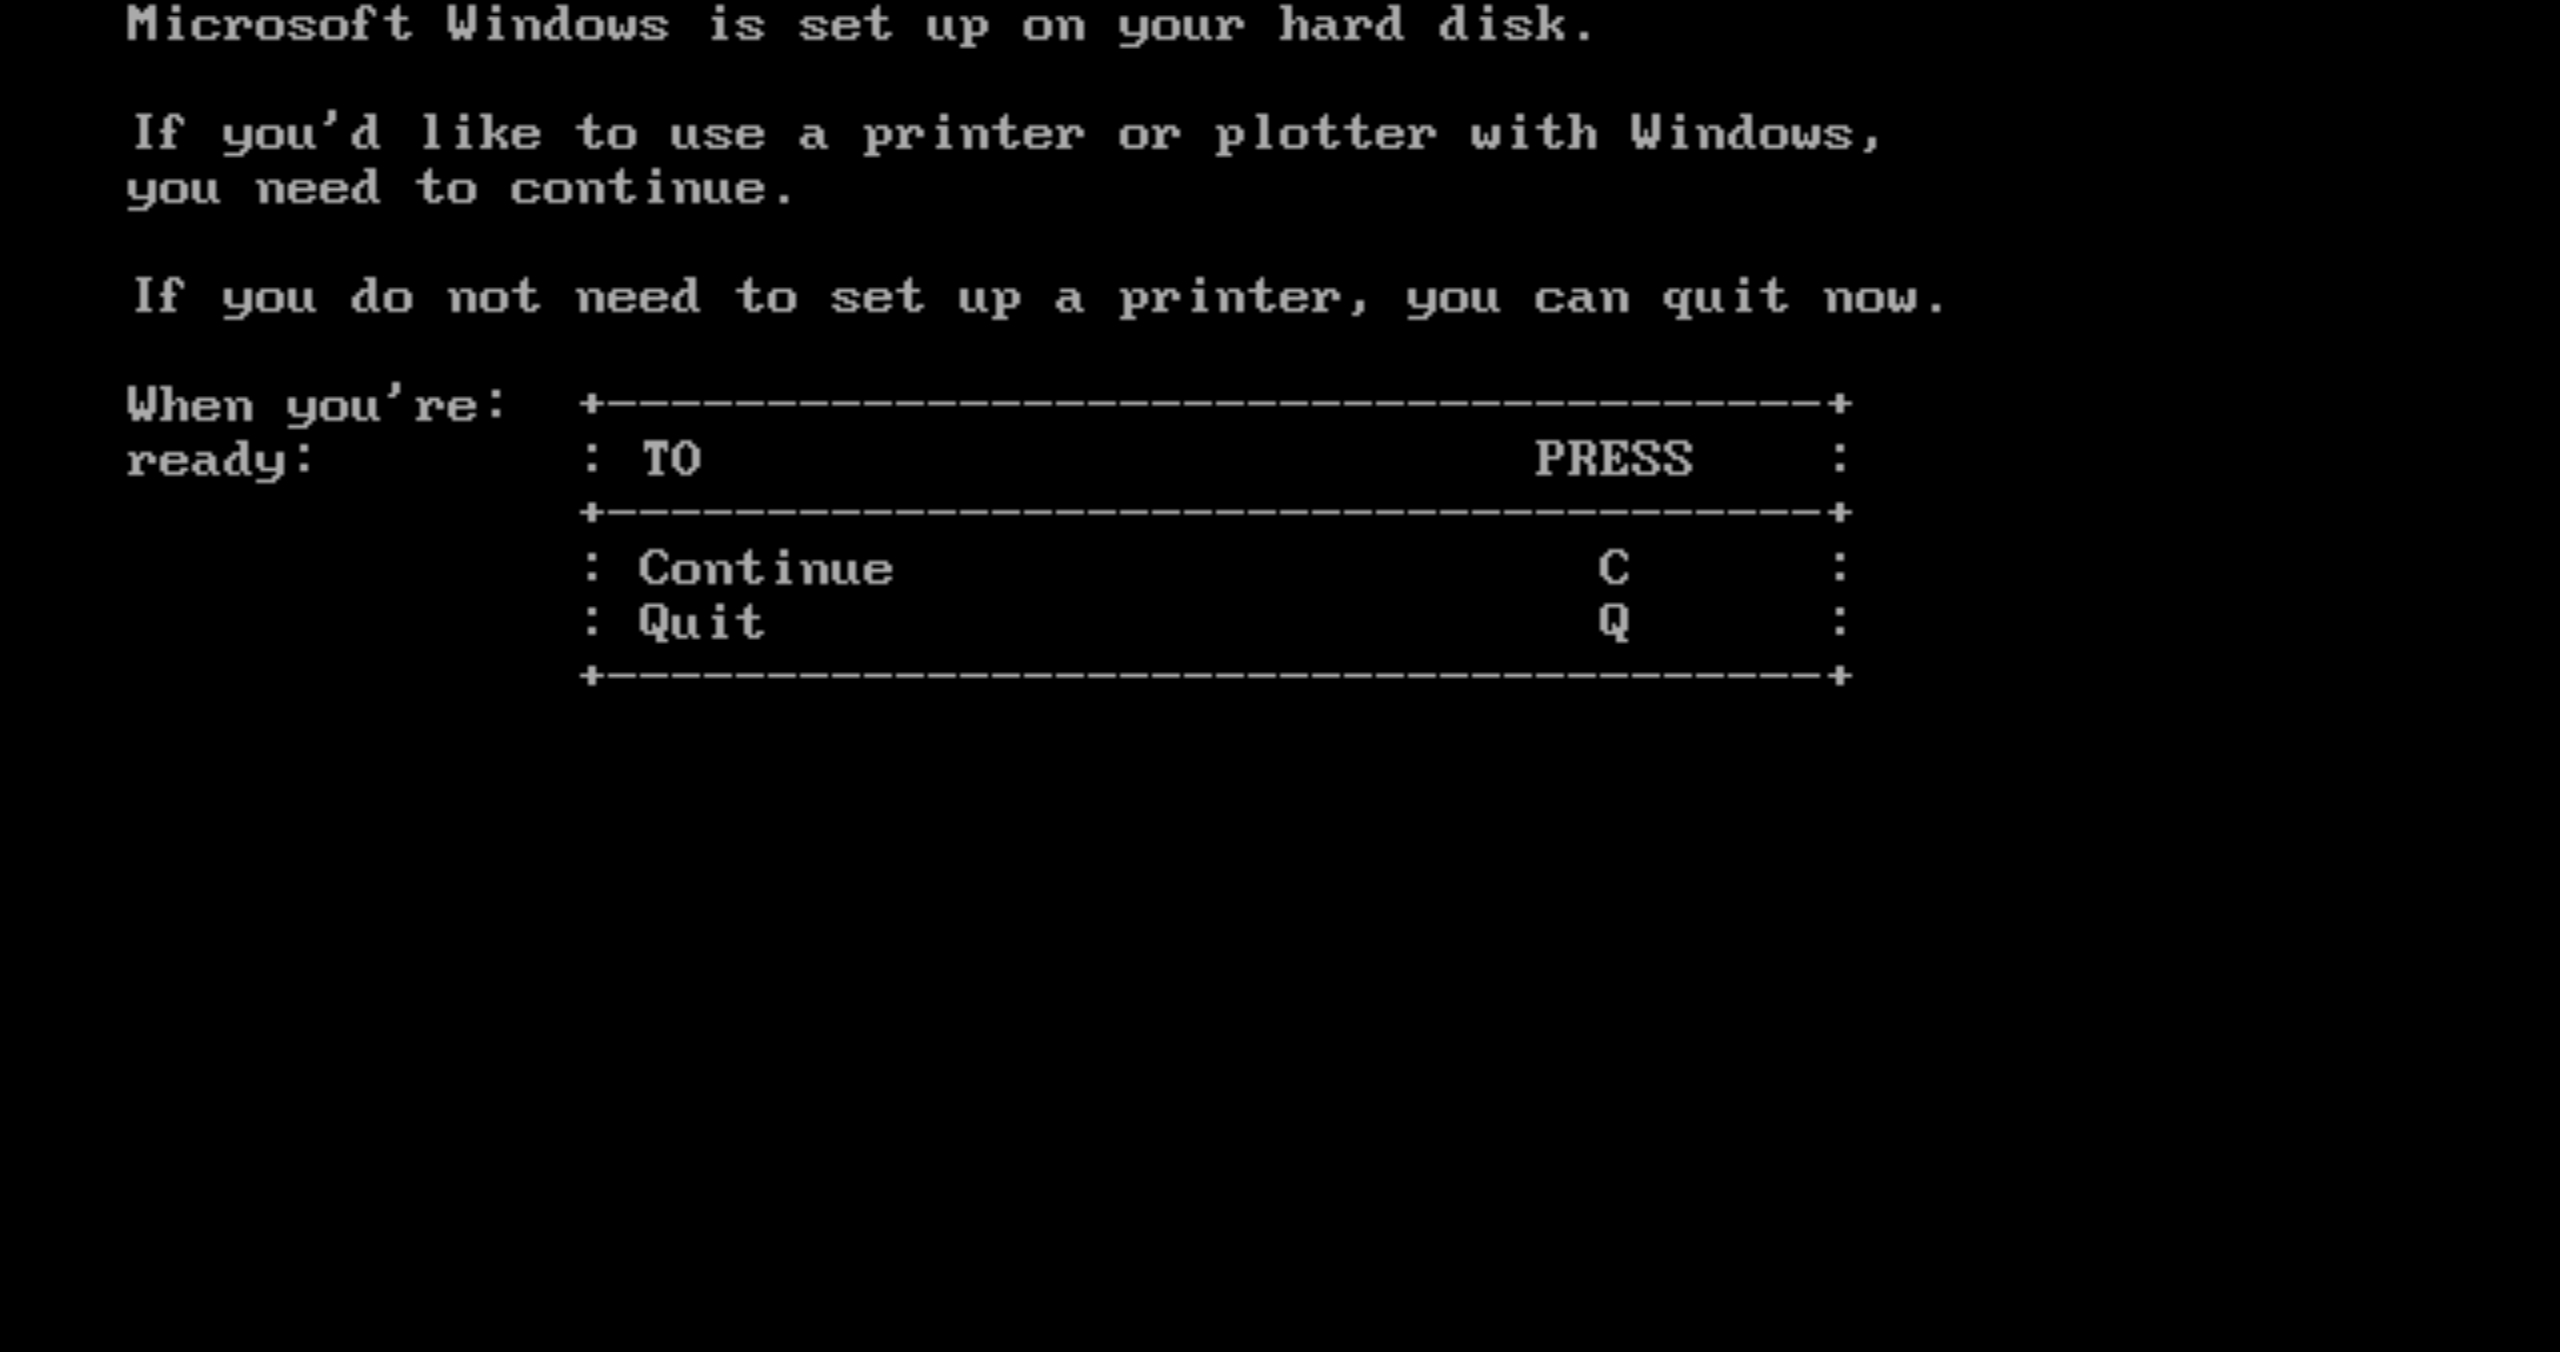 Microsoft Windows is set up on your hard disk.
If you'd like to use a printer or plotter with Windows,
you need to continue.
If you do not need to set up a printer, you can quit now.
When you're: +---------------------------------------+
ready: : TO PRESS :
+---------------------------------------+
: Continue C :
: Quit Q :
+---------------------------------------+